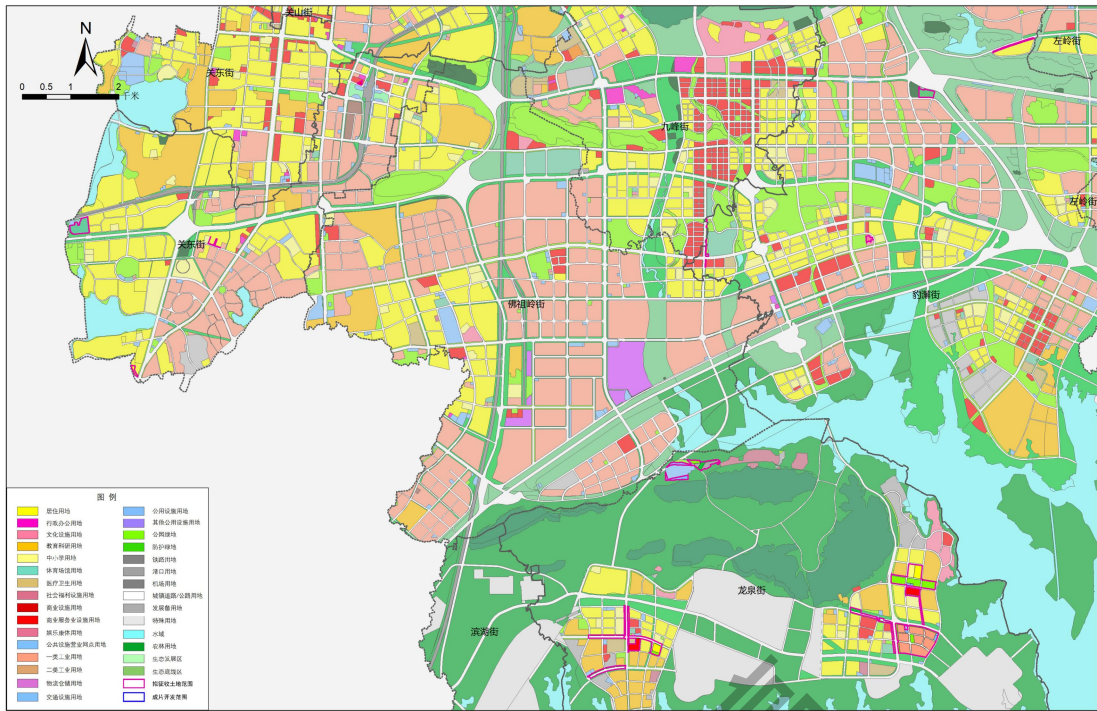 关山街
左岭街
N
关东街
0 0.5 1 2
千米
九峰街
左岭街
关东街
豹澥街
佛祖岭街
龙泉街
滨湖街
图 例
居住用地
行政办公用地
文化设施用地
教育科研用地
中小学用地
体育场馆用地
医疗卫生用地
社会福利设施用地
商业设施用地
商业服务业设施用地
娱乐康体用地
公共设施营业网点用地
一类工业用地
二类工业用地
物流仓储用地
交通设施用地
公用设施用地
其他公用设施用地
公园绿地
防护绿地
铁路用地
港口用地
机场用地
城镇道路/公路用地
发展备用地
特殊用地
水域
农林用地
生态发展区
生态底线区
拟征收土地范围
成片开发范围